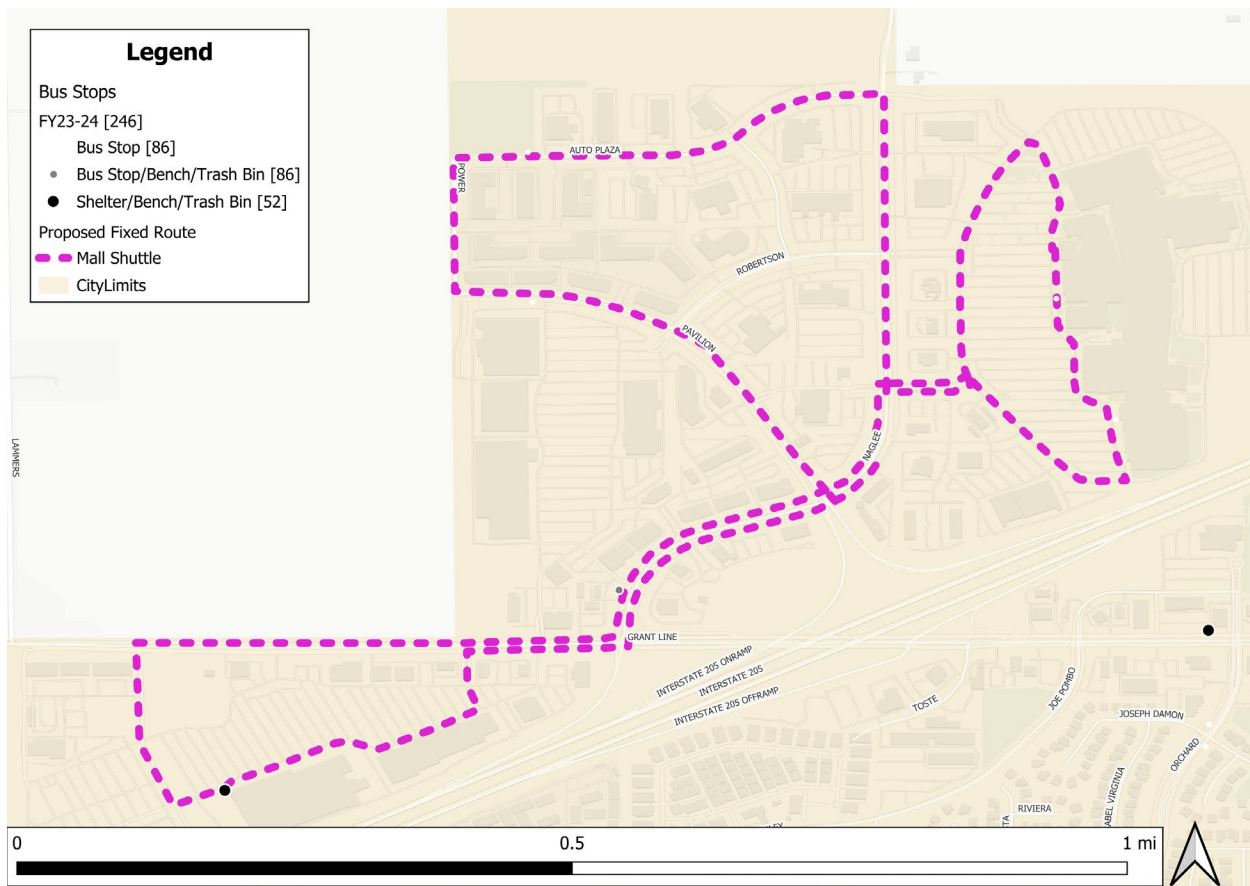 Legend
Bus Stops
FY23-24 [246]
Bus Stop [86]
Bus Stop/Bench/Trash Bin [86]
Shelter/Bench/Trash Bin [52]
Proposed Fixed Route
Mall Shuttle
CityLimits
AUTO PLAZA
POWER
ROBERTSON
PAVILION
NAGLEE
LAMMERS
GRANT LINE
INTERSTATE 205 ONRAMP
INTERSTATE 205
INTERSTATE 205 OFFRAMP
TOSTE
JOE POMBO
JOSEPH DAMON
ORCHARD
ABEL VIRGINIA
RIVIERA
TA
0
0.5
1 mi